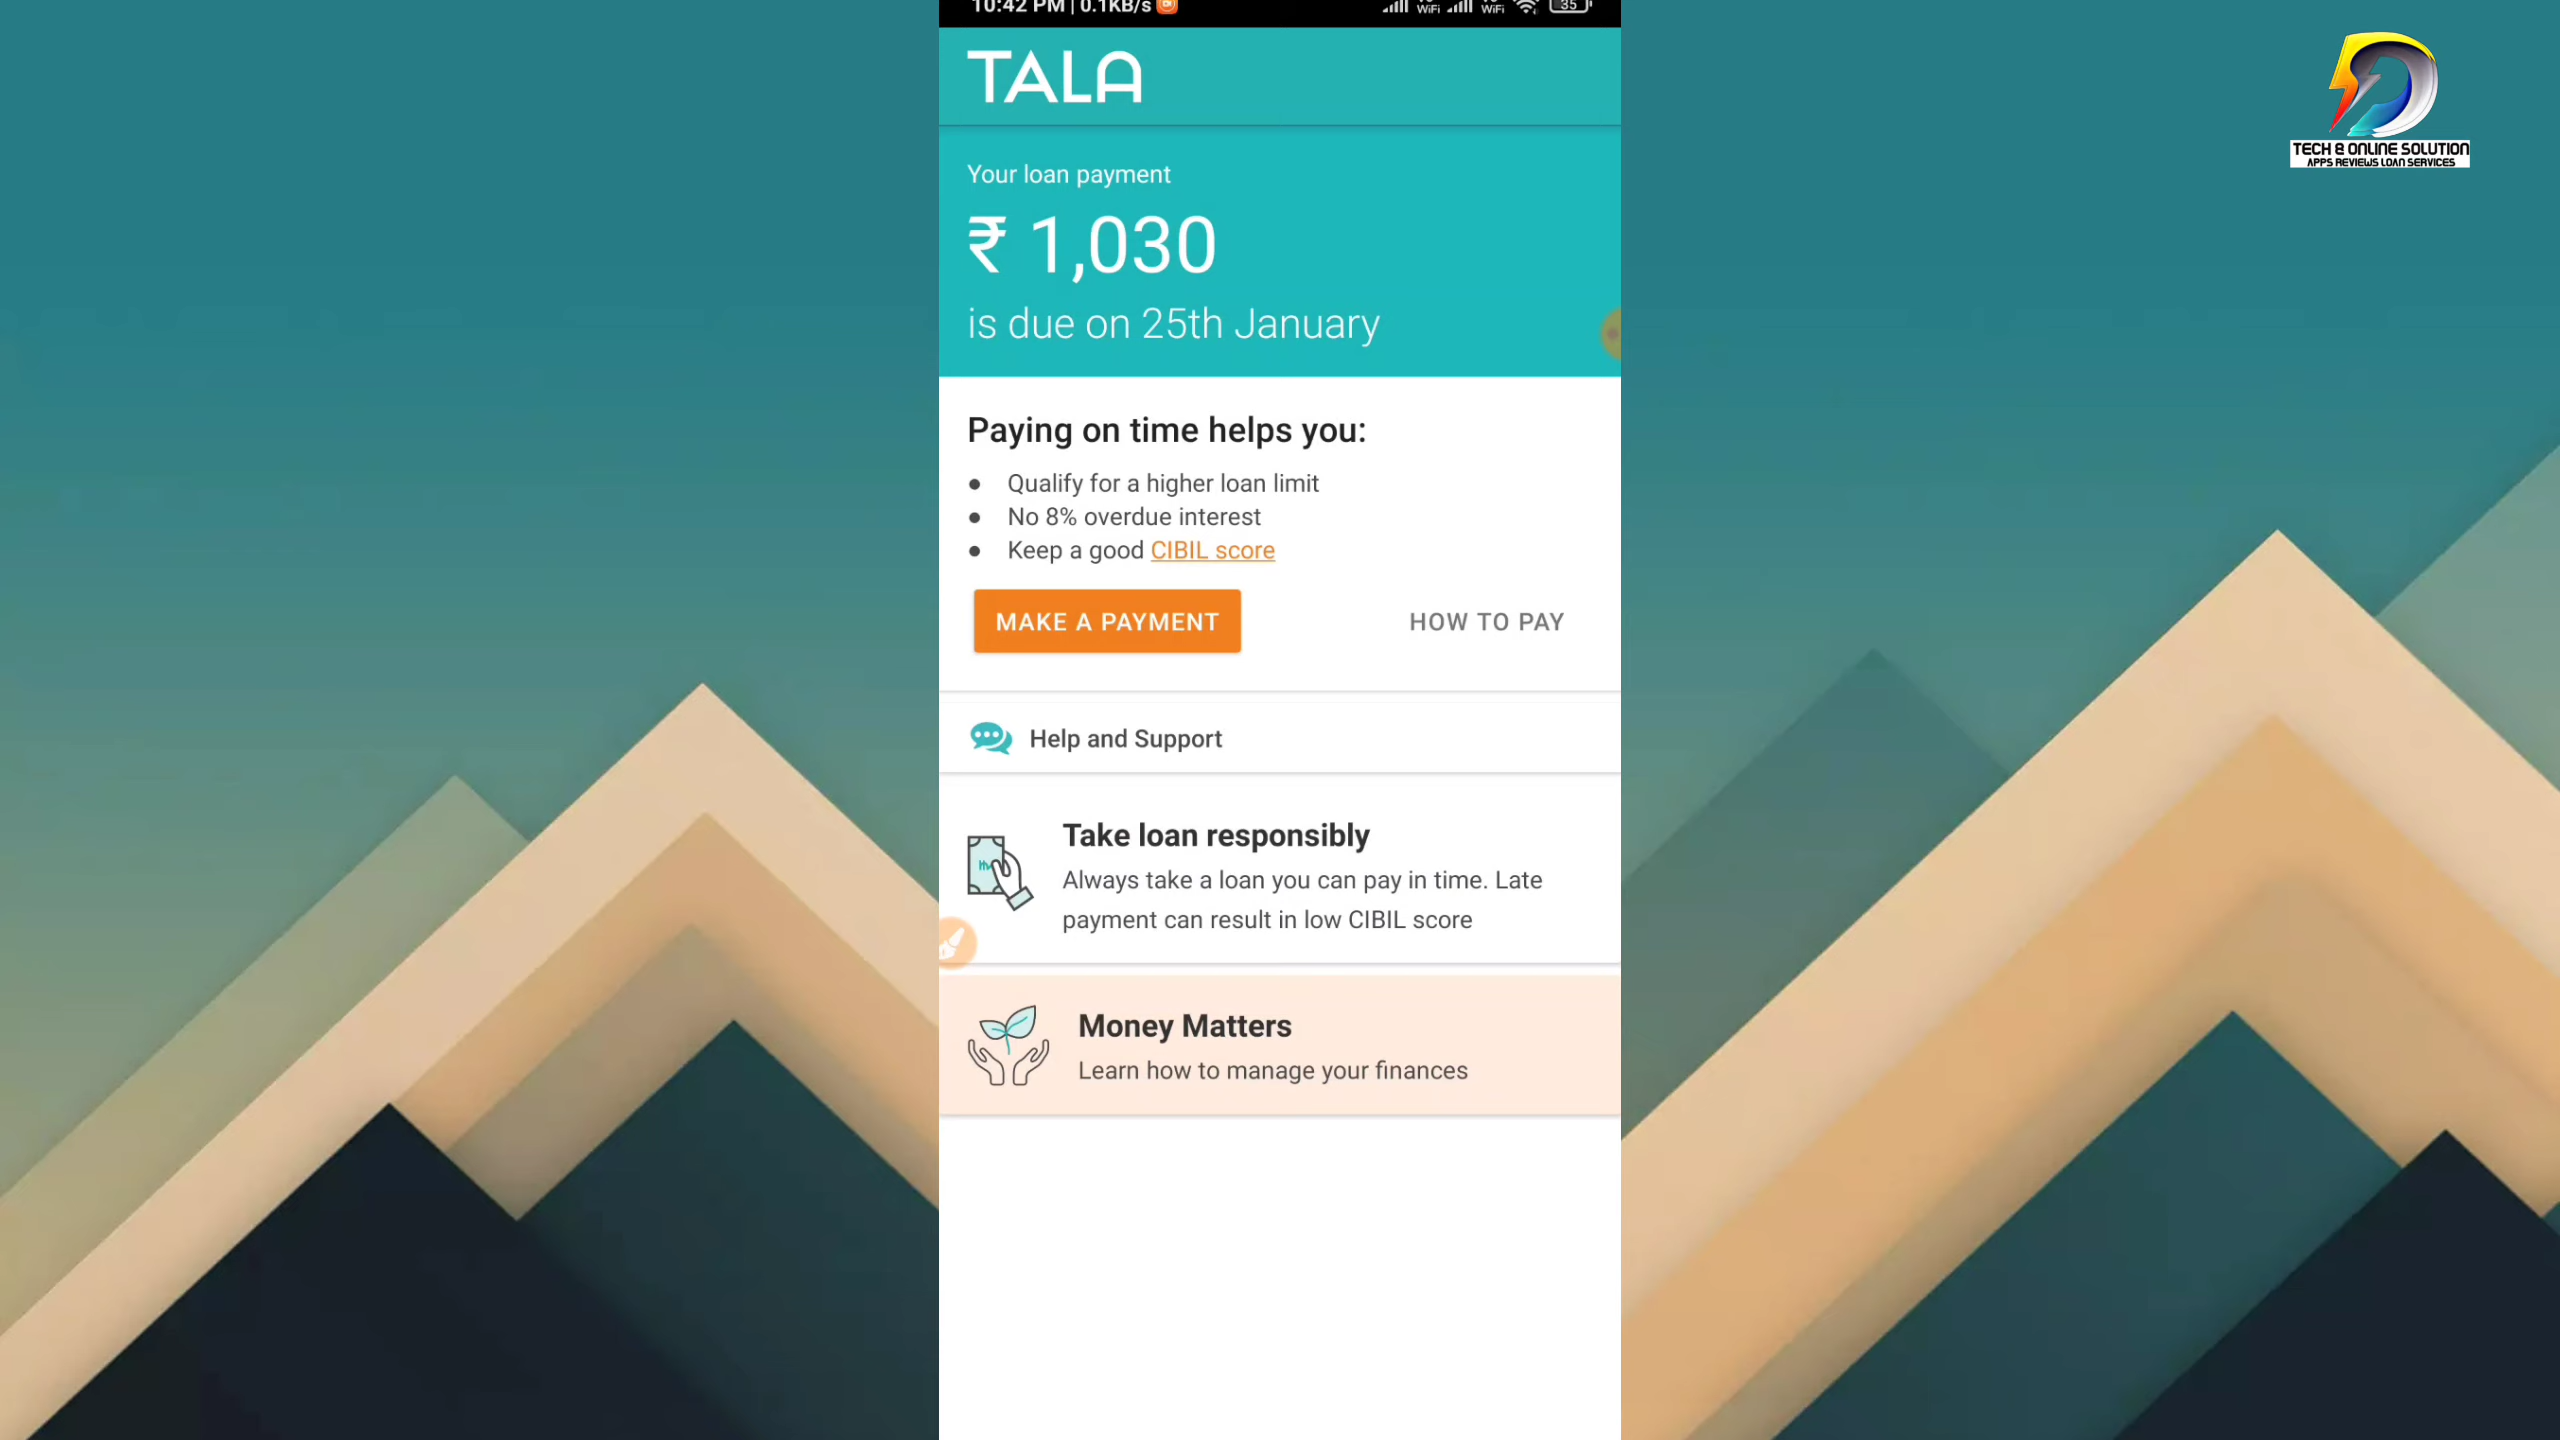 10:42 PM | 0.1KB/s
WiFi WiFi 35
TALA
TECH & ONLINE SOLUTION
APPS REVIEWS LOAN SERVICES
Your loan payment
₹ 1,030
is due on 25th January
Paying on time helps you:
● Qualify for a higher loan limit
● No 8% overdue interest
● Keep a good CIBIL score
MAKE A PAYMENT HOW TO PAY
Help and Support
Take loan responsibly
Always take a loan you can pay in time. Late
payment can result in low CIBIL score
Money Matters
Learn how to manage your finances